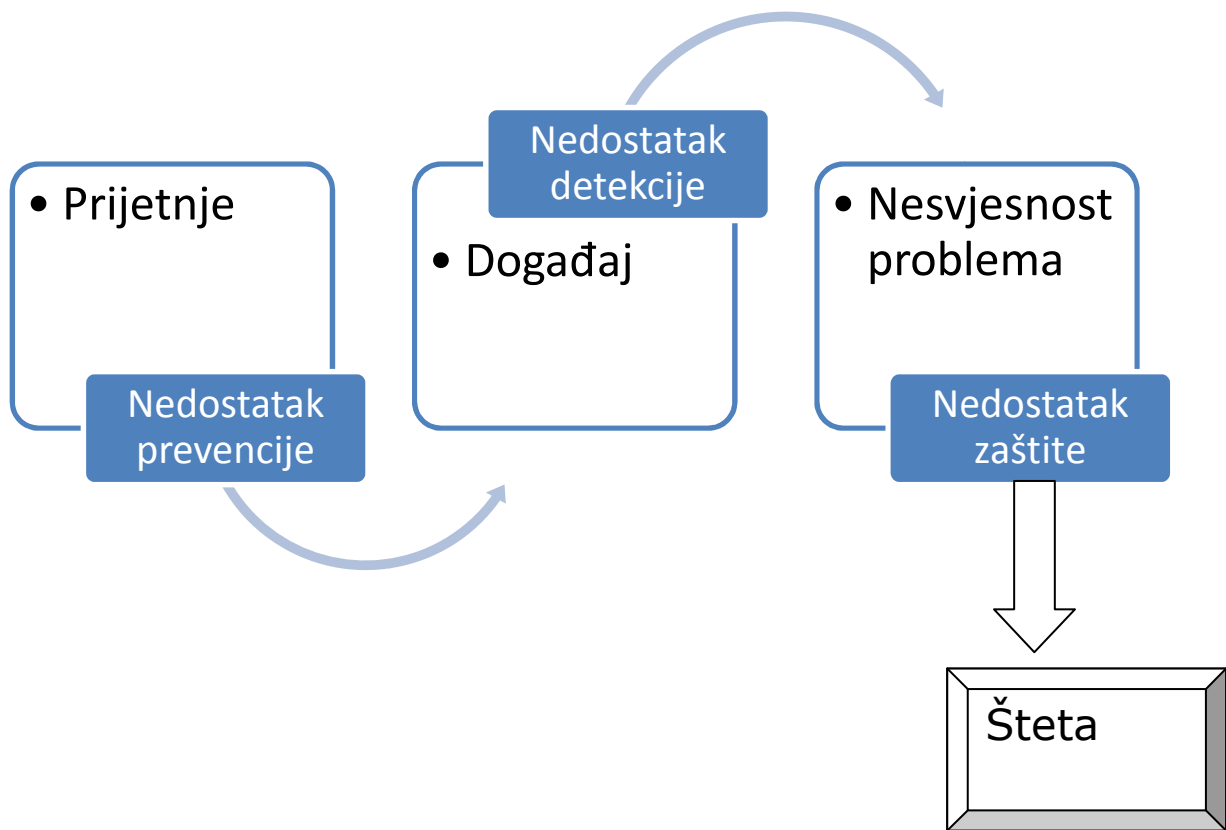 • Prijetnje
Nedostatak
prevencije
Nedostatak
detekcije
• Događaj
• Nesvjesnost
problema
Nedostatak
zaštite
Šteta